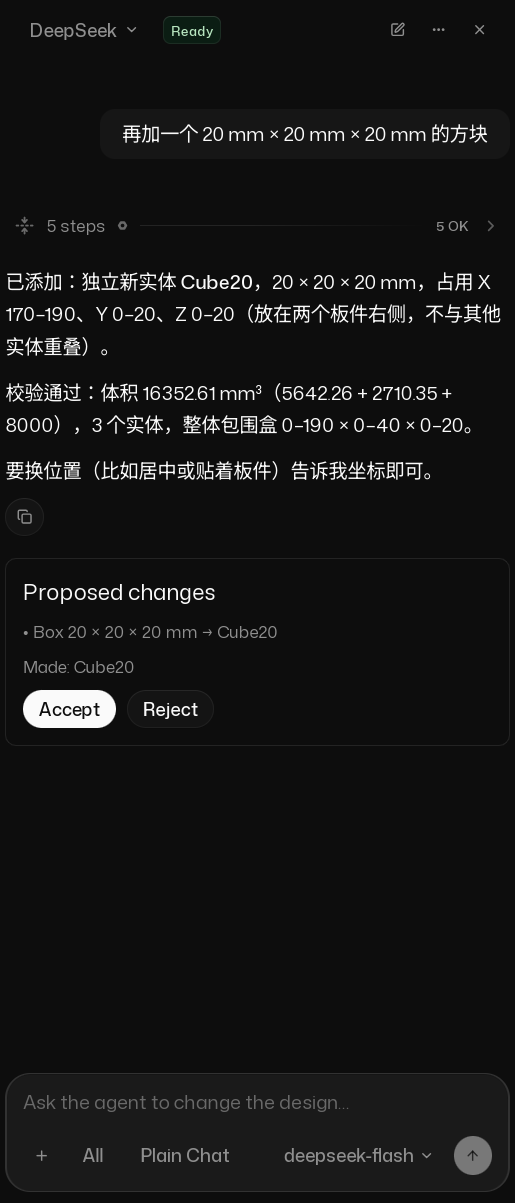 DeepSeek Ready
再加一个 20 mm × 20 mm × 20 mm 的方块
5 steps 5 OK
已添加：独立新实体 Cube20，20 × 20 × 20 mm，占用 X
170–190、Y 0–20、Z 0–20（放在两个板件右侧，不与其他
实体重叠）。
校验通过：体积 16352.61 mm³（5642.26 + 2710.35 +
8000），3 个实体，整体包围盒 0–190 × 0–40 × 0–20。
要换位置（比如居中或贴着板件）告诉我坐标即可。
Proposed changes
• Box 20 × 20 × 20 mm → Cube20
Made: Cube20
Accept Reject
Ask the agent to change the design...
+ All Plain Chat deepseek-flash